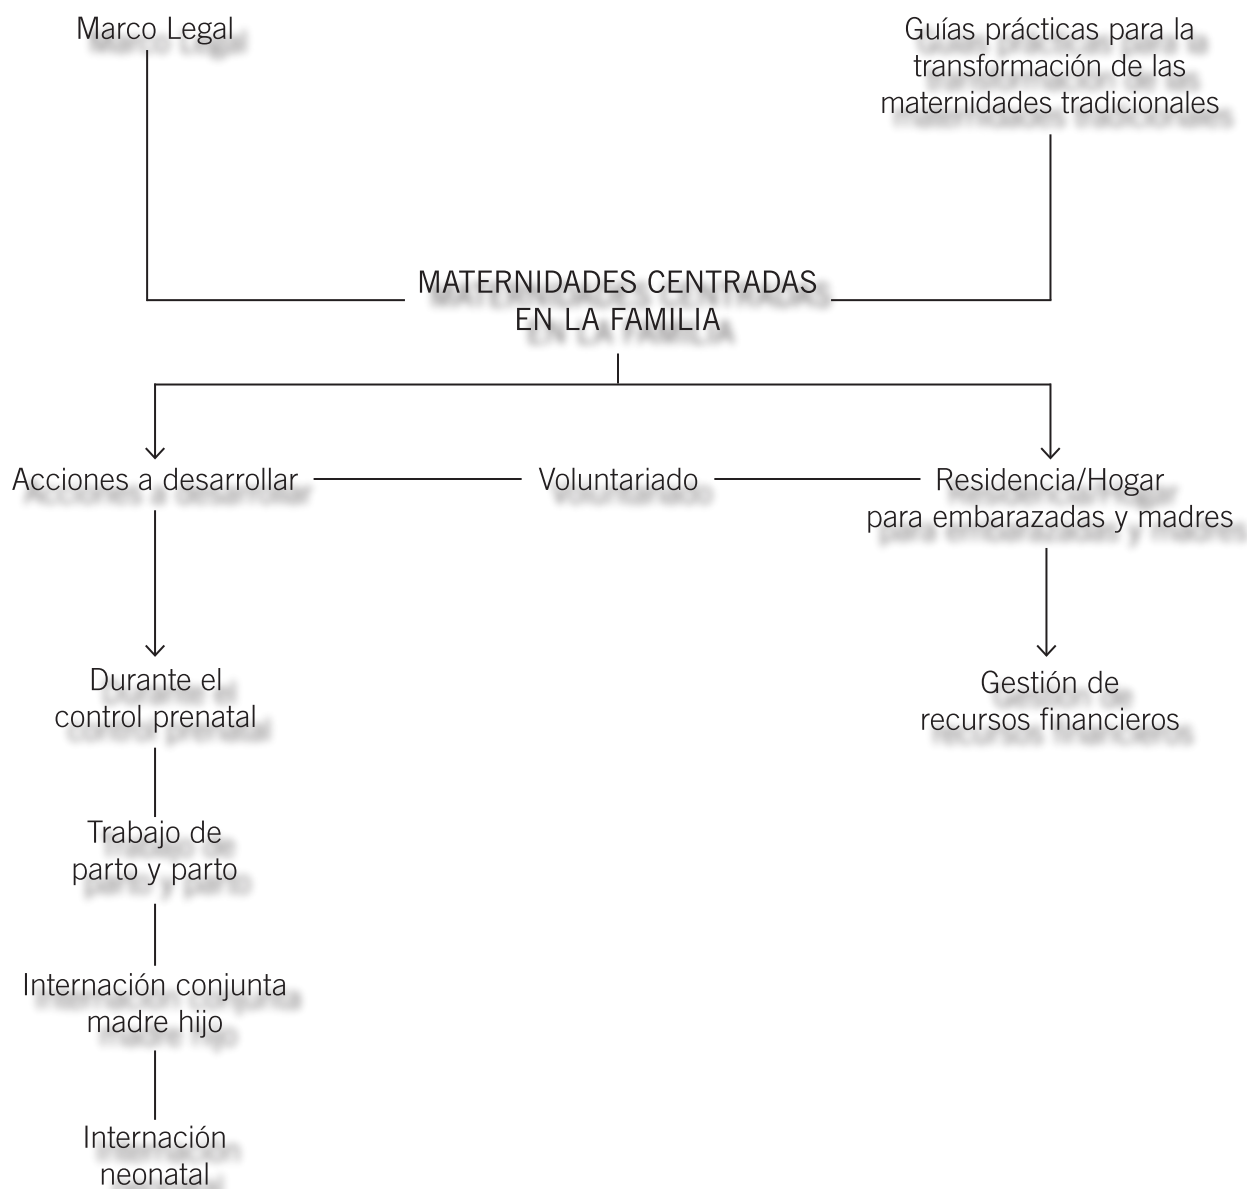 Marco Legal
Guías prácticas para la
transformación de las
maternidades tradicionales
MATERNIDADES CENTRADAS
EN LA FAMILIA
Acciones a desarrollar
Voluntariado
Residencia/Hogar
para embarazadas y madres
Durante el
control prenatal
Gestión de
recursos financieros
Trabajo de
parto y parto
Internación conjunta
madre hijo
Internación
neonatal